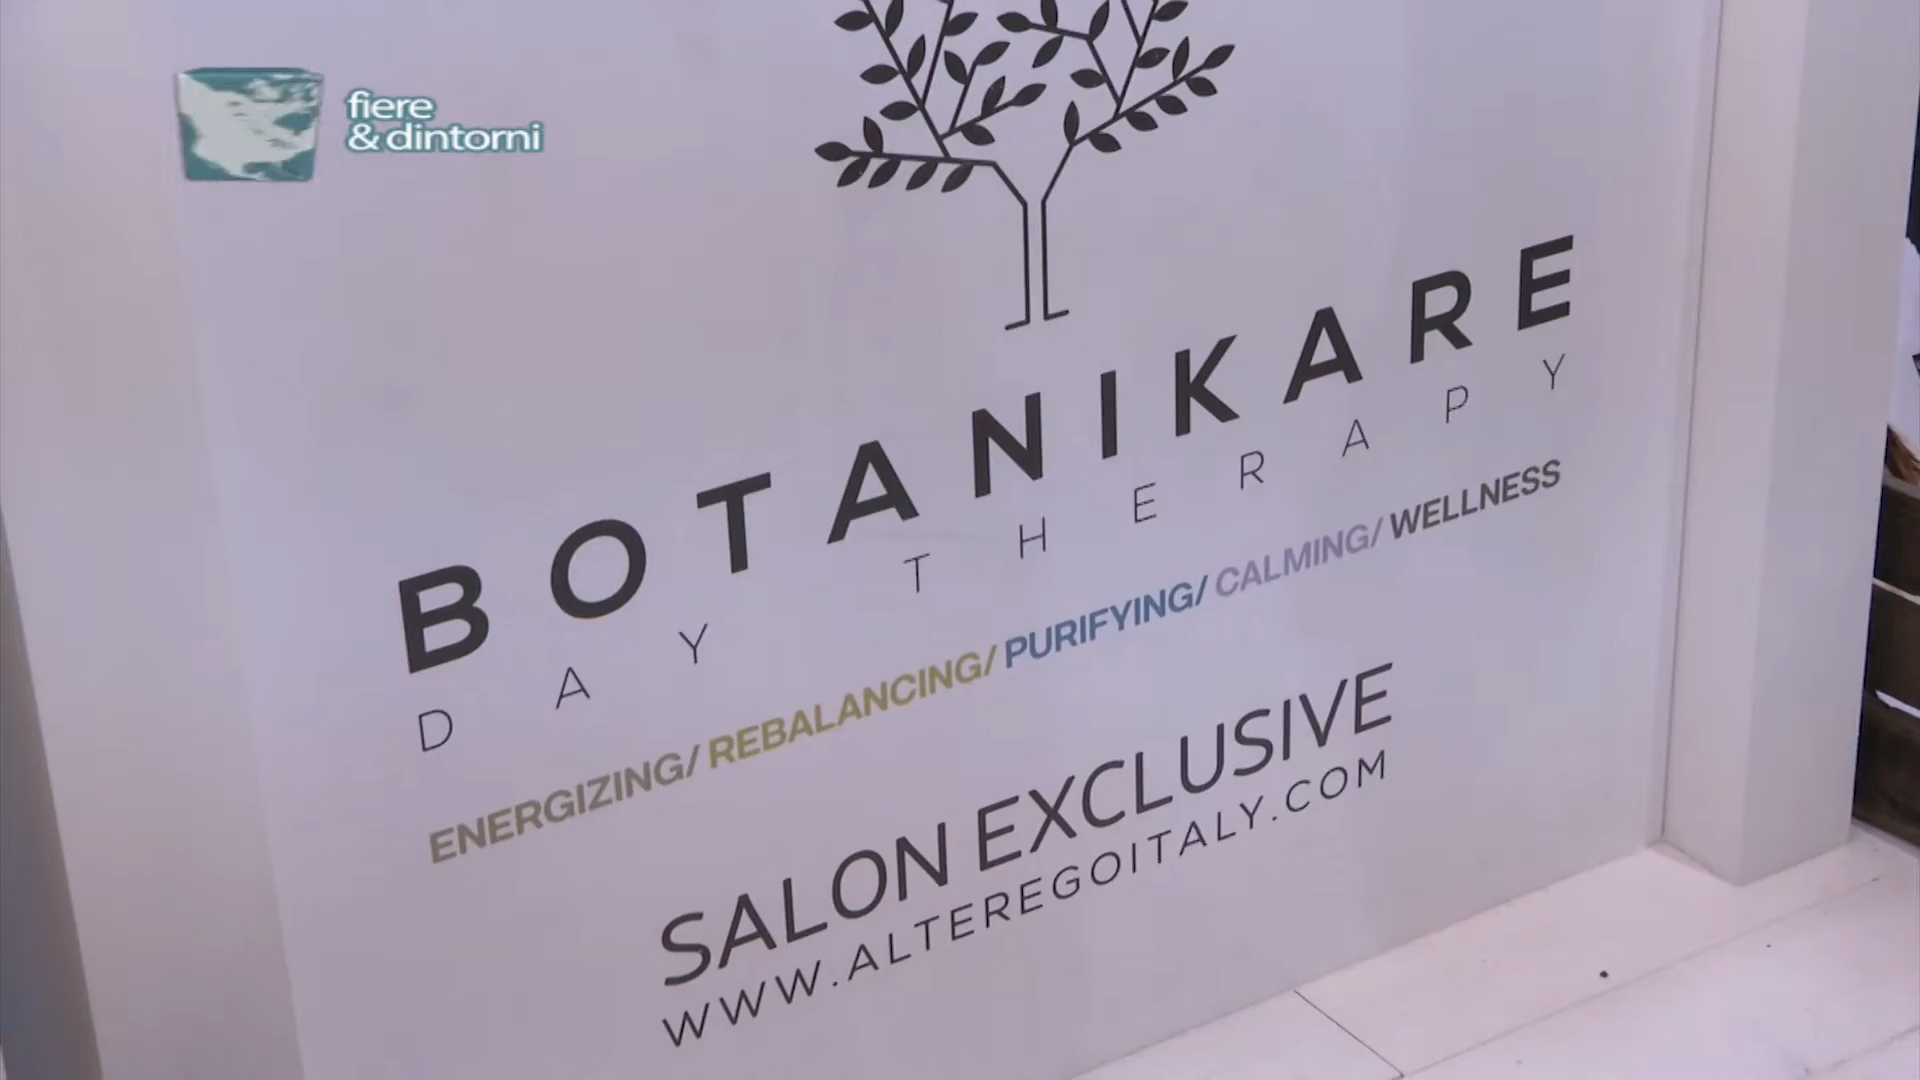 fiere
& dintorni
BOTANIKARE
DAY THERAPY
ENERGIZING/ REBALANCING/ PURIFYING/ CALMING/ WELLNESS
SALON EXCLUSIVE
WWW.ALTEREGOITALY.COM